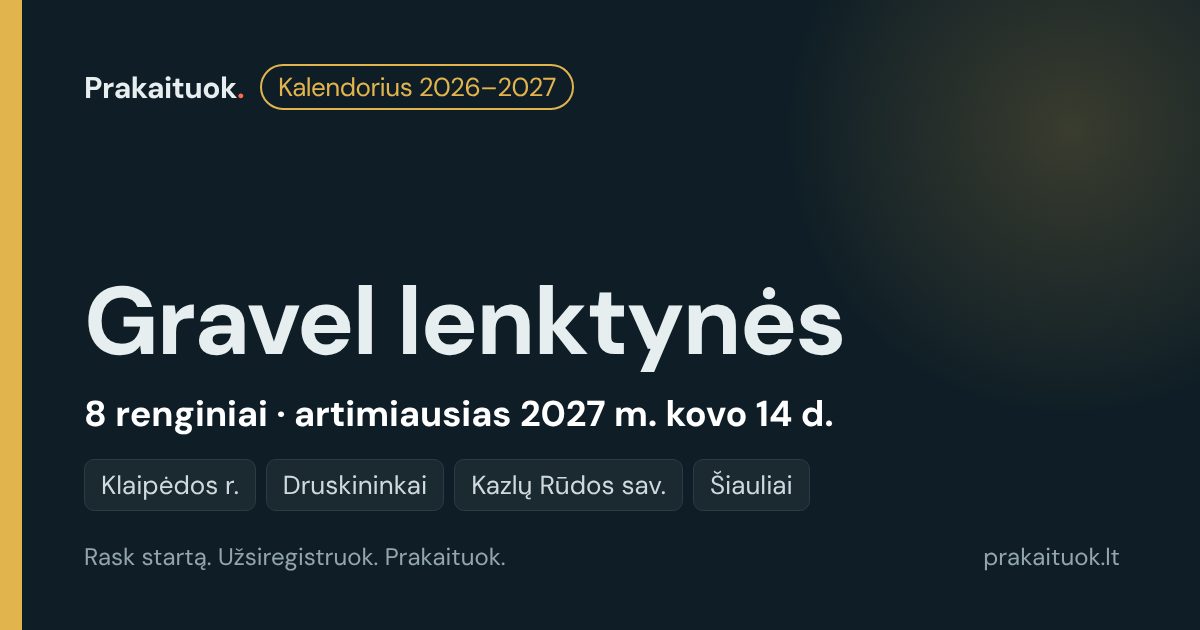 Prakaituok. Kalendorius 2026–2027
Gravel lenktynės
8 renginiai · artimiausias 2027 m. kovo 14 d.
Klaipėdos r. Druskininkai Kazlų Rūdos sav. Šiauliai
Rask startą. Užsiregistruok. Prakaituok. prakaituok.lt